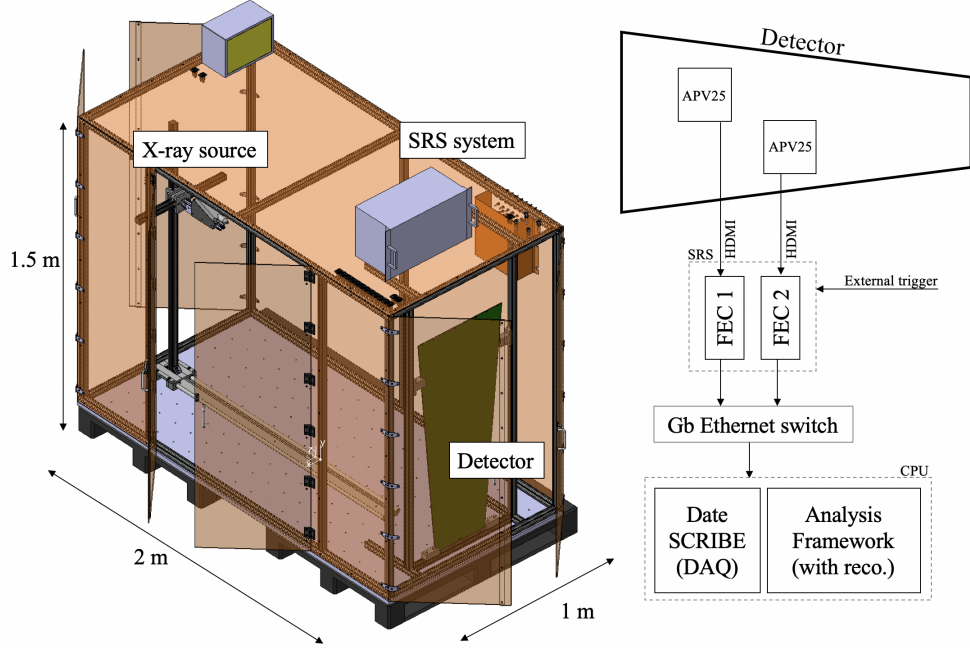 X-ray source
SRS system
1.5 m
Detector
2 m
1 m
y
Detector
APV25
APV25
HDMI
HDMI
SRS
External trigger
FEC 1
FEC 2
Gb Ethernet switch
CPU
Date
SCRIBE
(DAQ)
Analysis
Framework
(with reco.)